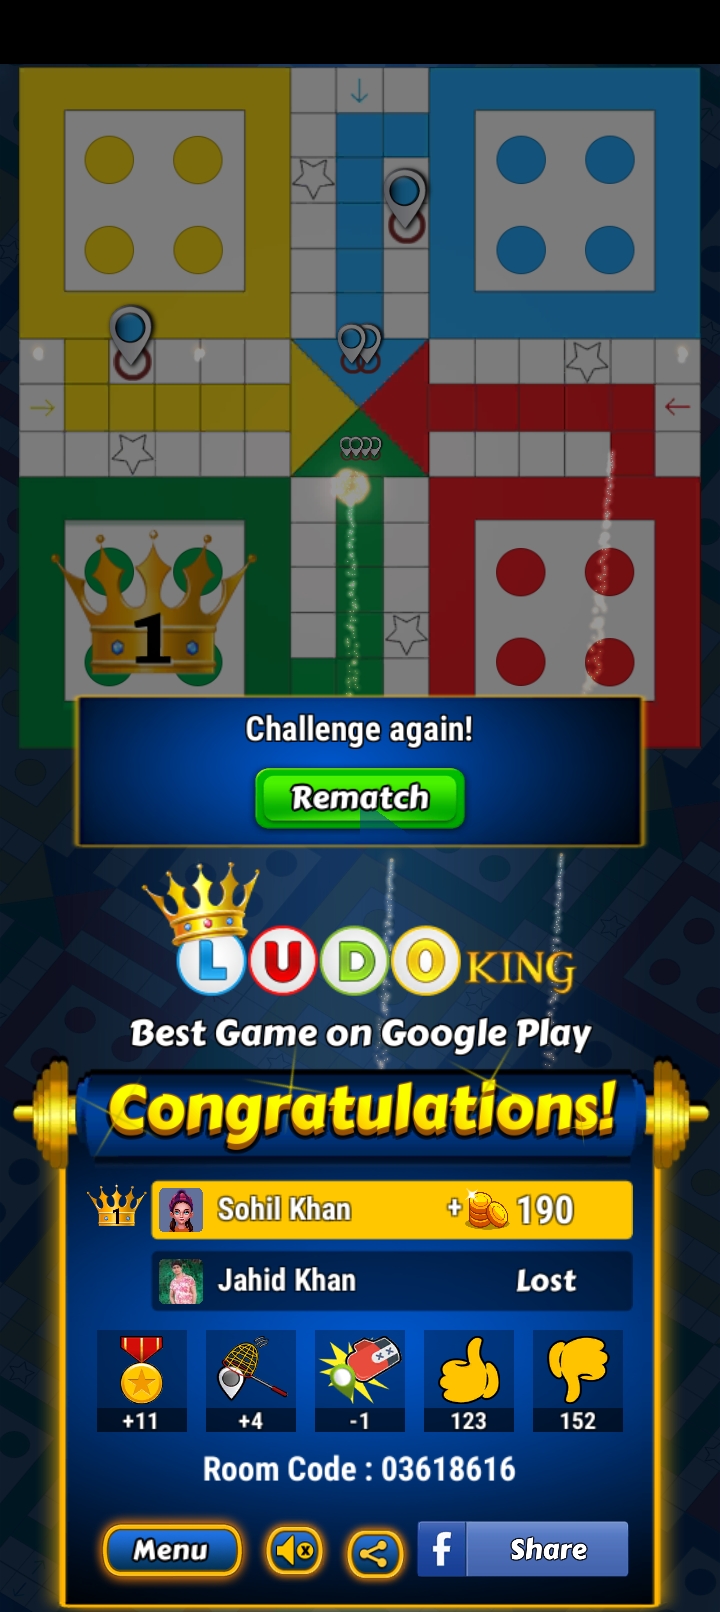 1
Challenge again!
Rematch
LUDO KING
Best Game on Google Play
Congratulations!
1 Sohil Khan + 190
Jahid Khan Lost
+11 +4 -1 123 152
Room Code : 03618616
Menu f Share